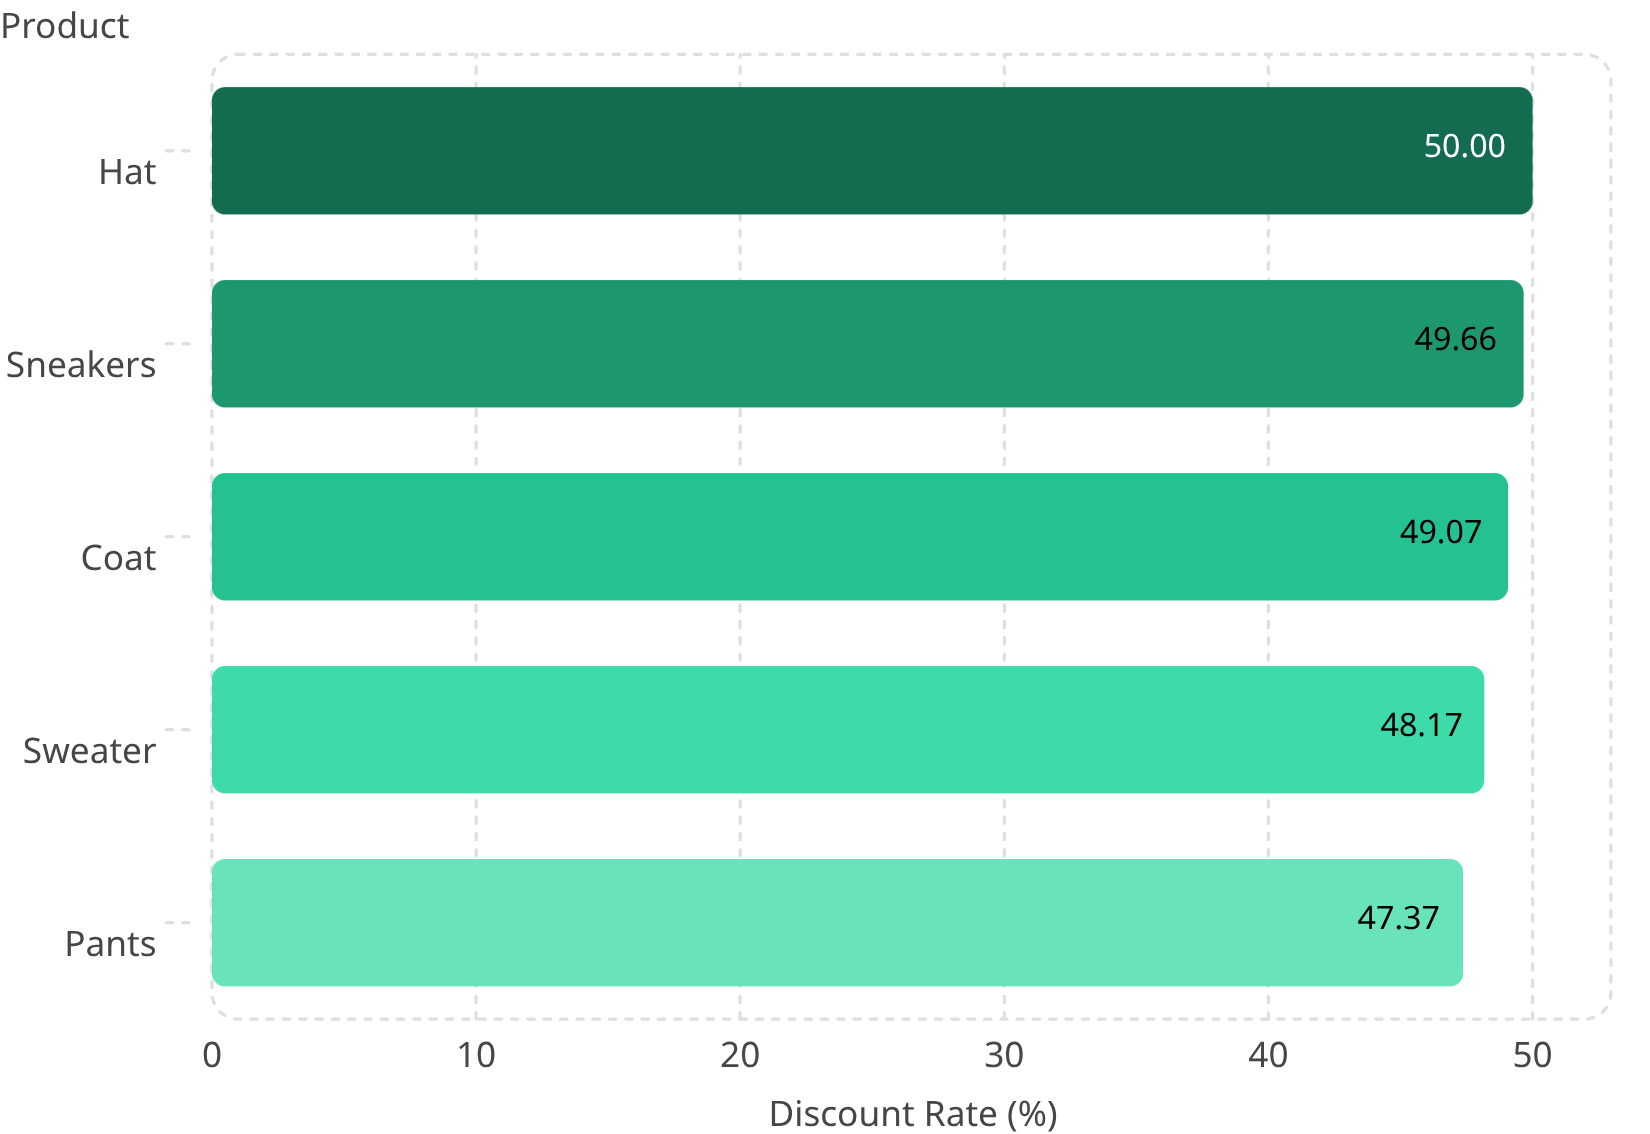 Product
Hat 50.00
Sneakers 49.66
Coat 49.07
Sweater 48.17
Pants 47.37
0 10 20 30 40 50
Discount Rate (%)